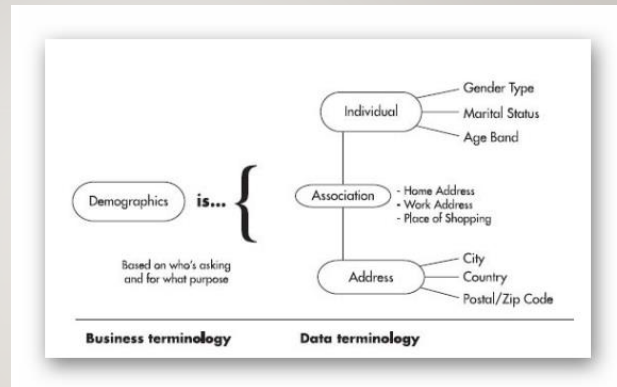 Gender Type
Individual
Marital Status
Age Band
Demographics
is...
{
Association
- Home Address
- Work Address
- Place of Shopping
Based on who's asking
and for what purpose
City
Address
Country
Postal/Zip Code
Business terminology
Data terminology